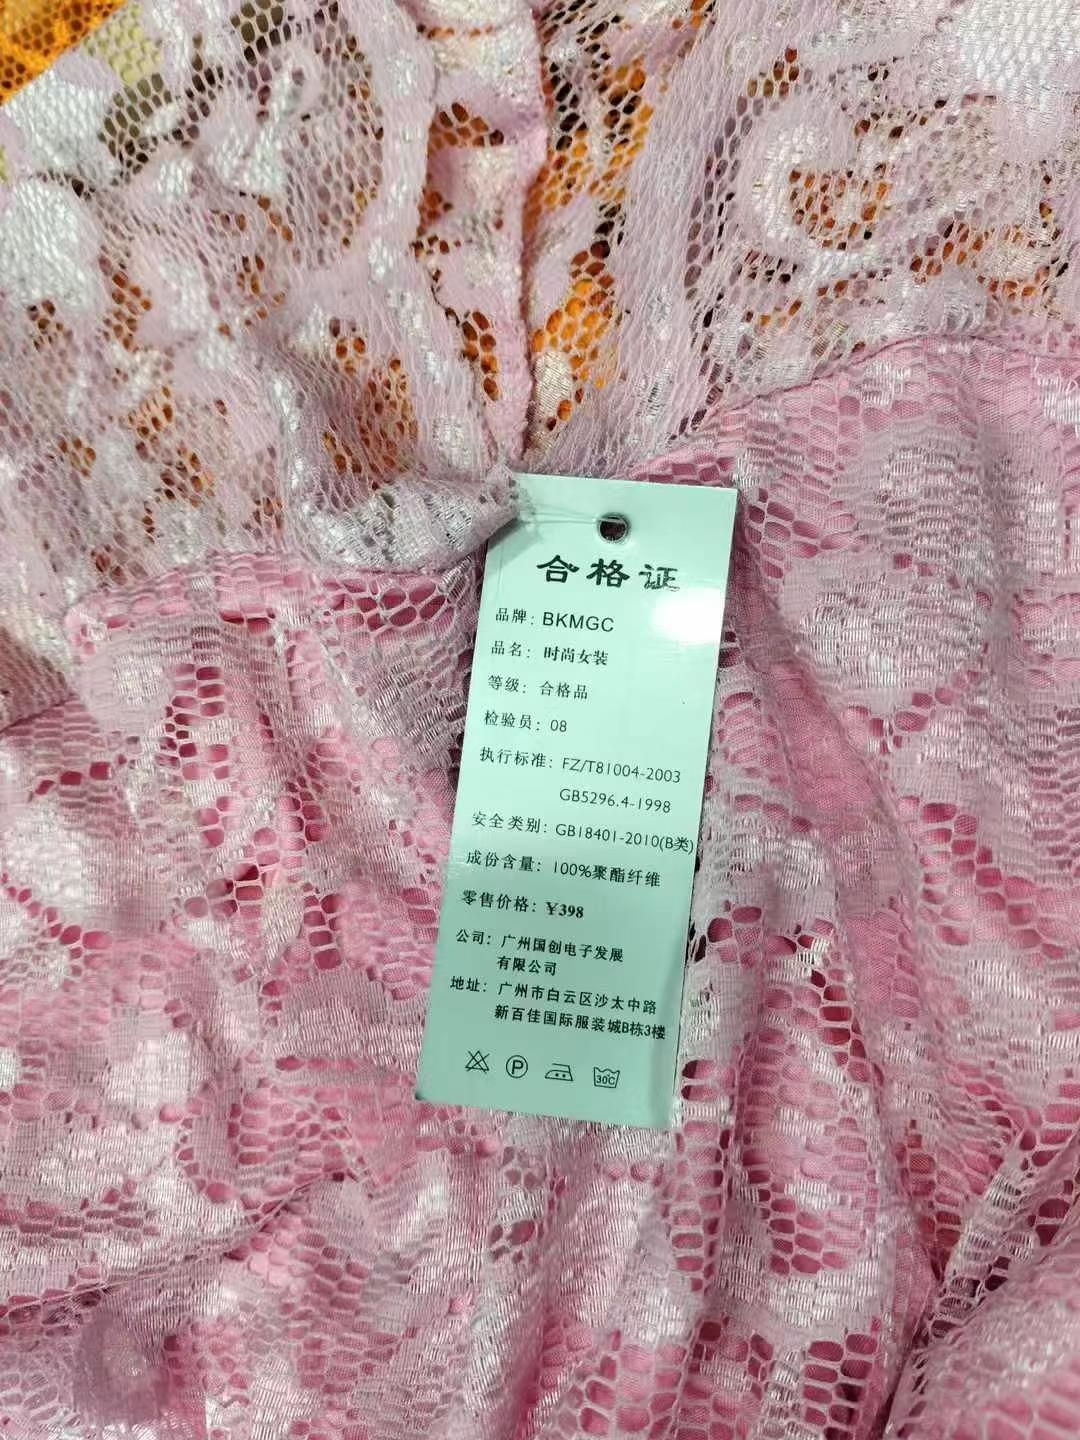 合格证
品牌: BKMGC
品名: 时尚女装
等级: 合格品
检验员: 08
执行标准: FZ/T81004-2003
GB5296.4-1998
安全类别: GB18401-2010(B类)
成份含量: 100%聚酯纤维
零售价格: ¥398
公司: 广州国创电子发展
有限公司
地址: 广州市白云区沙太中路
新百佳国际服装城B栋3楼
P 30C